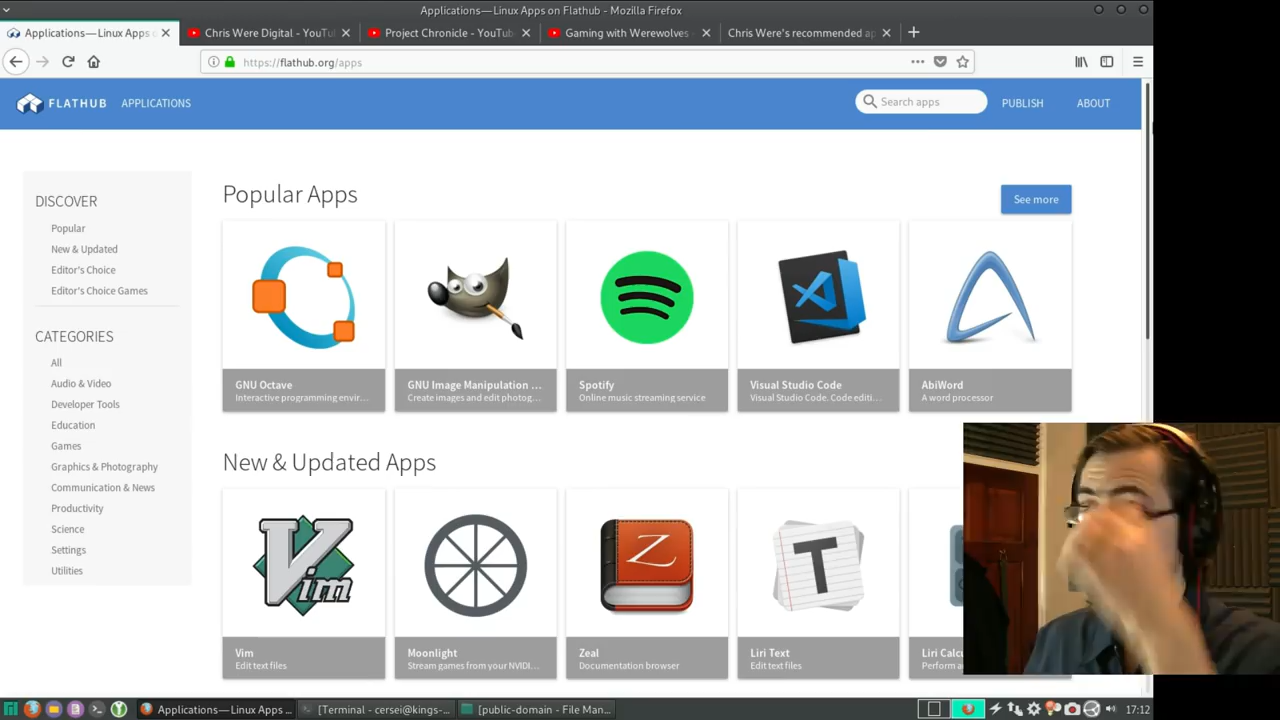 Applications—Linux Apps on Flathub - Mozilla Firefox
Applications—Linux Apps o
Chris Were Digital - YouTu
Project Chronicle - YouTu
Gaming with Werewolves -
Chris Were's recommended ap
https://flathub.org/apps
FLATHUB
APPLICATIONS
Search apps
PUBLISH
ABOUT
DISCOVER
Popular
New & Updated
Editor's Choice
Editor's Choice Games
CATEGORIES
All
Audio & Video
Developer Tools
Education
Games
Graphics & Photography
Communication & News
Productivity
Science
Settings
Utilities
Popular Apps
See more
GNU Octave
Interactive programming envir...
GNU Image Manipulation ...
Create images and edit photog...
Spotify
Online music streaming service
Visual Studio Code
Visual Studio Code. Code editi...
AbiWord
A word processor
New & Updated Apps
Vim
Vim
Edit text files
Moonlight
Stream games from your NVIDI...
Z
Zeal
Documentation browser
T
Liri Text
Edit text files
Liri Calcu
Perform a
Applications—Linux Apps ...
[Terminal - cersei@kings-...
[public-domain - File Man...
17:12